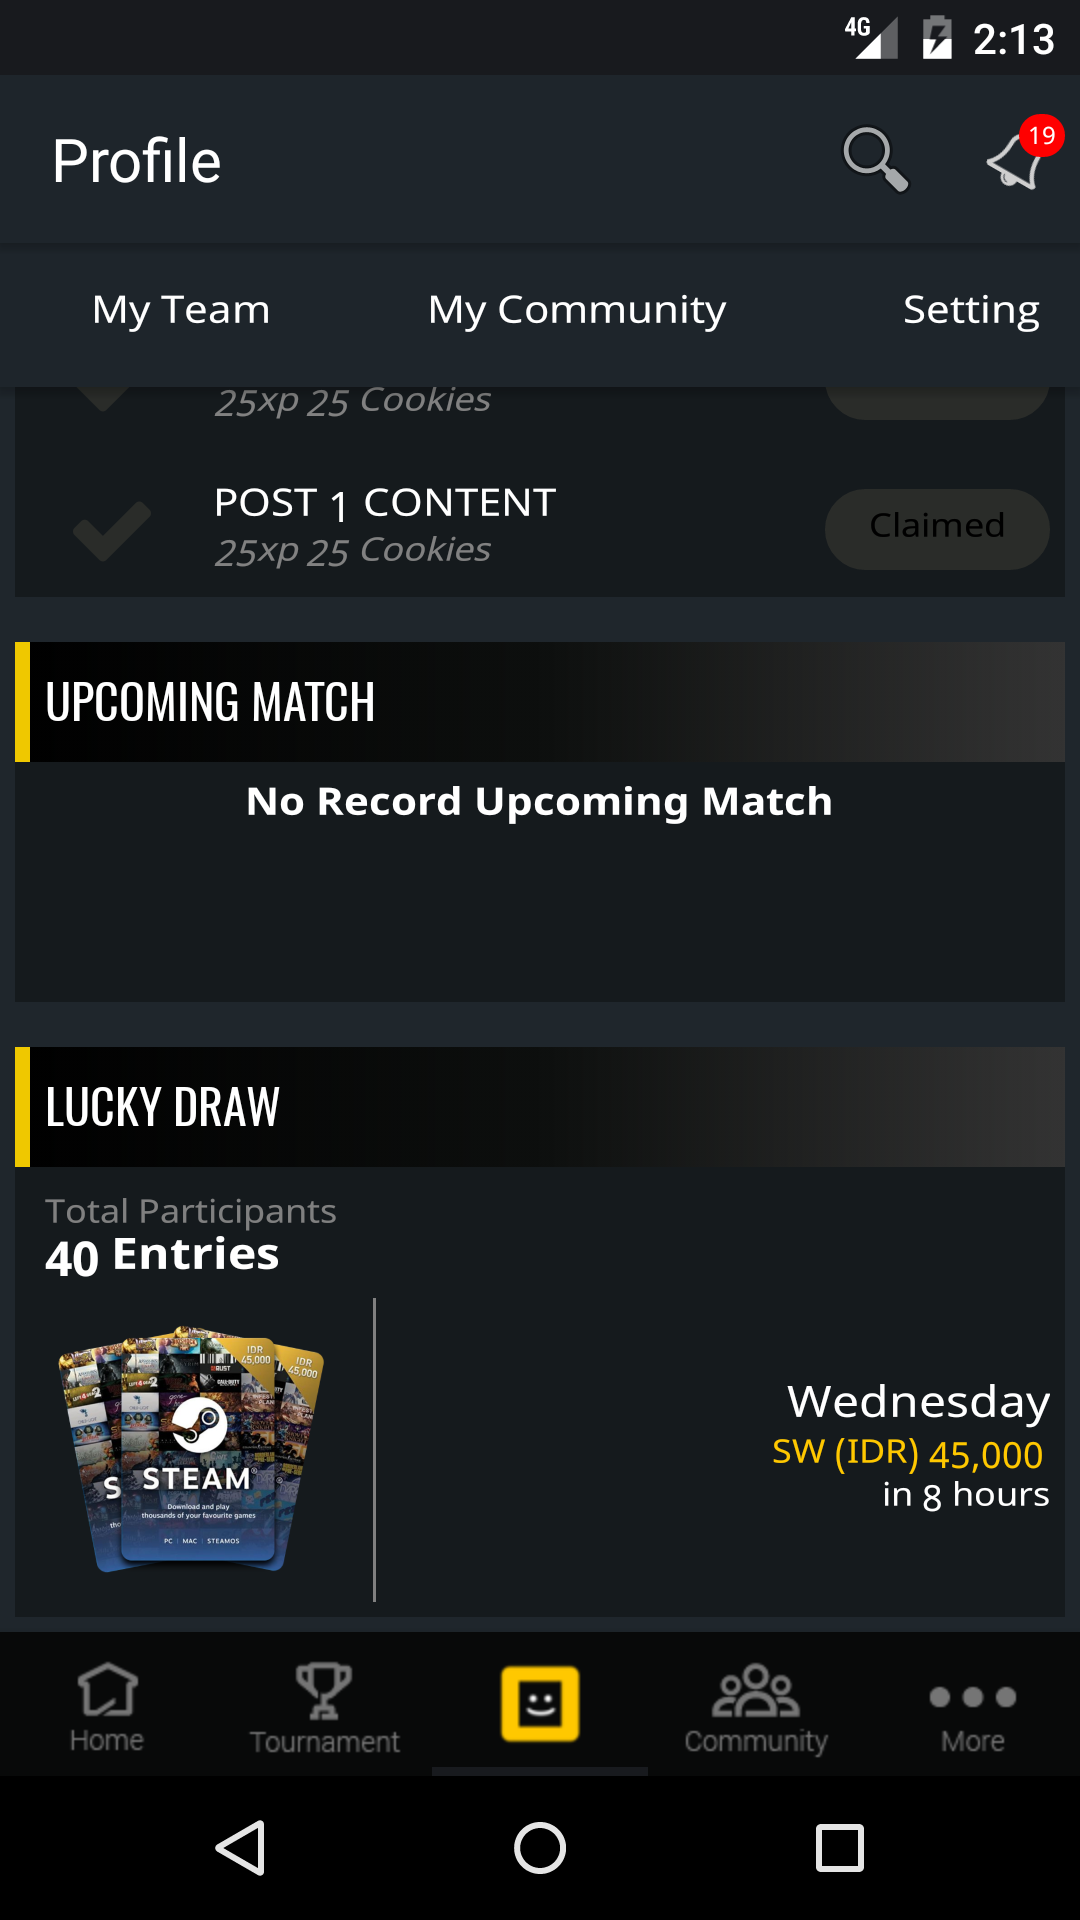 4G 2:13
Profile
19
My Team My Community Setting
25xp 25 Cookies
POST 1 CONTENT
25xp 25 Cookies
Claimed
UPCOMING MATCH
No Record Upcoming Match
LUCKY DRAW
Total Participants
40 Entries
IDR
45,000
IDR
45,000
STEAM
Download and play
thousands of your favourite games
PC | MAC | STEAMOS
Wednesday
SW (IDR) 45,000
in 8 hours
Home Tournament Community More